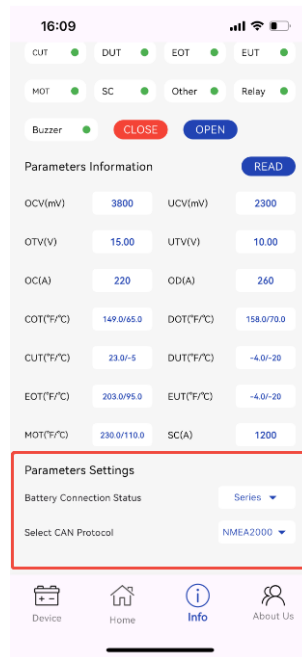 16:09
CUT DUT EOT EUT
MOT SC Other Relay
Buzzer CLOSE OPEN
Parameters Information READ
OCV(mV) 3800 UCV(mV) 2300
OTV(V) 15.00 UTV(V) 10.00
OC(A) 220 OD(A) 260
COT(°F/°C) 149.0/65.0 DOT(°F/°C) 158.0/70.0
CUT(°F/°C) 23.0/-5 DUT(°F/°C) -4.0/-20
EOT(°F/°C) 203.0/95.0 EUT(°F/°C) -4.0/-20
MOT(°F/°C) 230.0/110.0 SC(A) 1200
Parameters Settings
Battery Connection Status Series
Select CAN Protocol NMEA2000
Device Home Info About Us